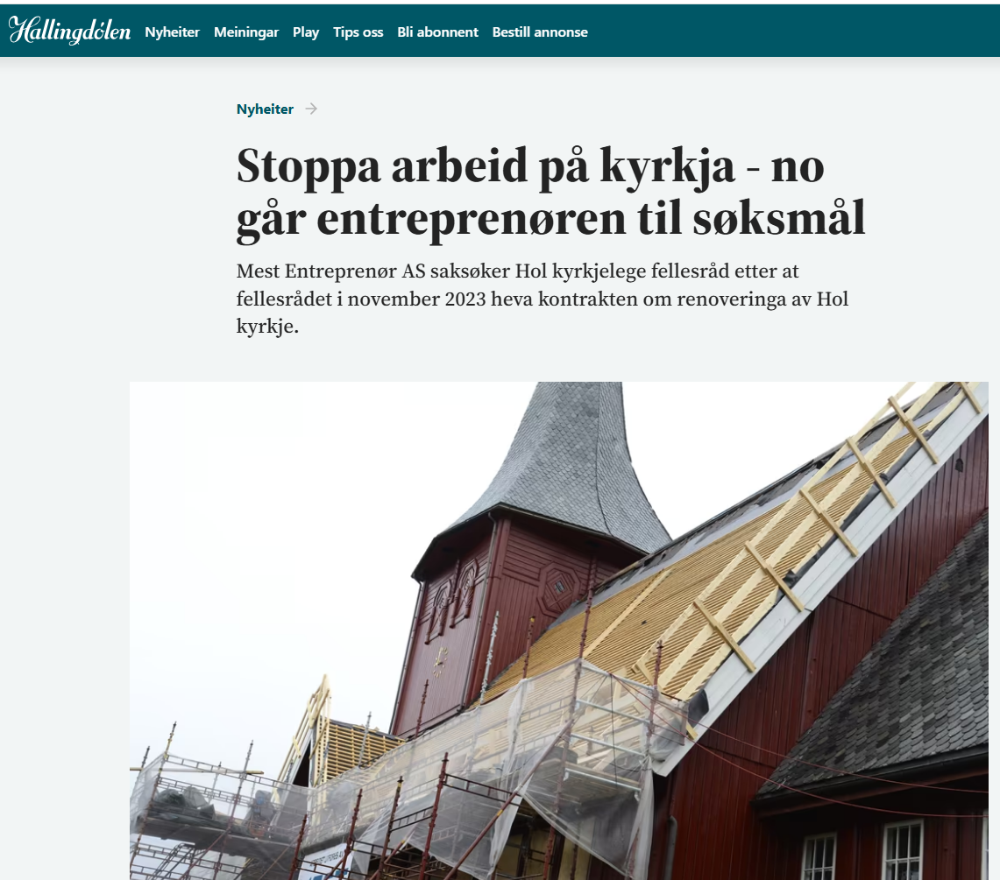 Hallingdølen Nyheiter Meiningar Play Tips oss Bli abonnent Bestill annonse
Nyheiter →
Stoppa arbeid på kyrkja - no
går entreprenøren til søksmål
Mest Entreprenør AS saksøker Hol kyrkjelege fellesråd etter at
fellesrådet i november 2023 heva kontrakten om renoveringa av Hol
kyrkje.